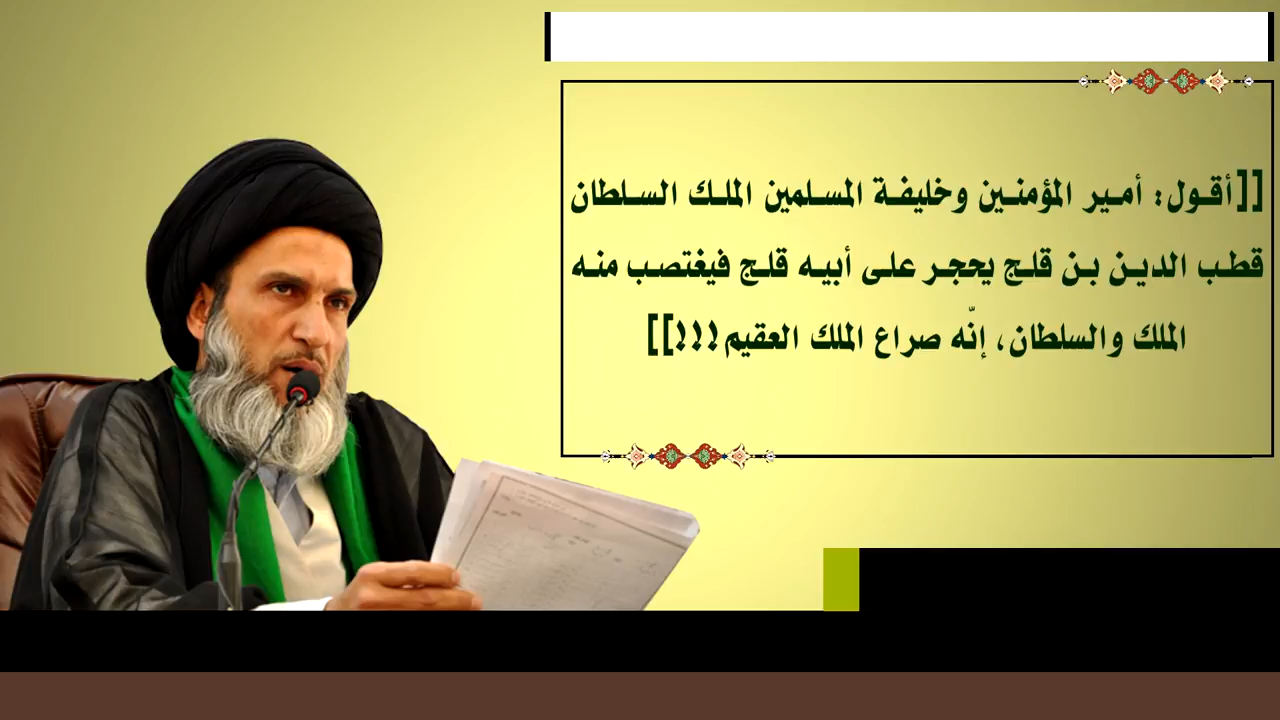 [[أقول: أمير المؤمنين وخليفة المسلمين الملك السلطان
قطب الدين بن قلج يحجر على أبيه قلج فيغتصب منه
الملك والسلطان، إنّه صراع الملك العقيم!!!]]